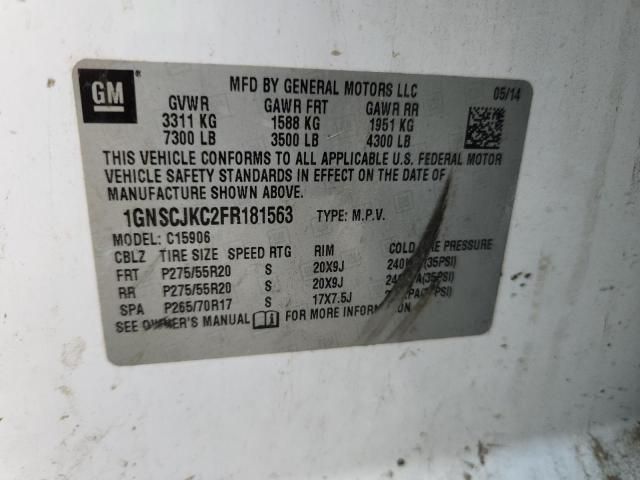 GM
MFD BY GENERAL MOTORS LLC 05/14
GVWR GAWR FRT GAWR RR
3311 KG 1588 KG 1951 KG
7300 LB 3500 LB 4300 LB
THIS VEHICLE CONFORMS TO ALL APPLICABLE U.S. FEDERAL MOTOR
VEHICLE SAFETY STANDARDS IN EFFECT ON THE DATE OF
MANUFACTURE SHOWN ABOVE.
1GNSCJKC2FR181563 TYPE: M.P.V.
MODEL: C15906
CBLZ TIRE SIZE SPEED RTG RIM COLD PRESSURE
FRT P275/55R20 S 20X9J (35PSI)
RR P275/55R20 S 20X9J (35PSI)
SPA P265/70R17 S 17X7.5J
SEE OWNER'S MANUAL FOR MORE INFORMATION